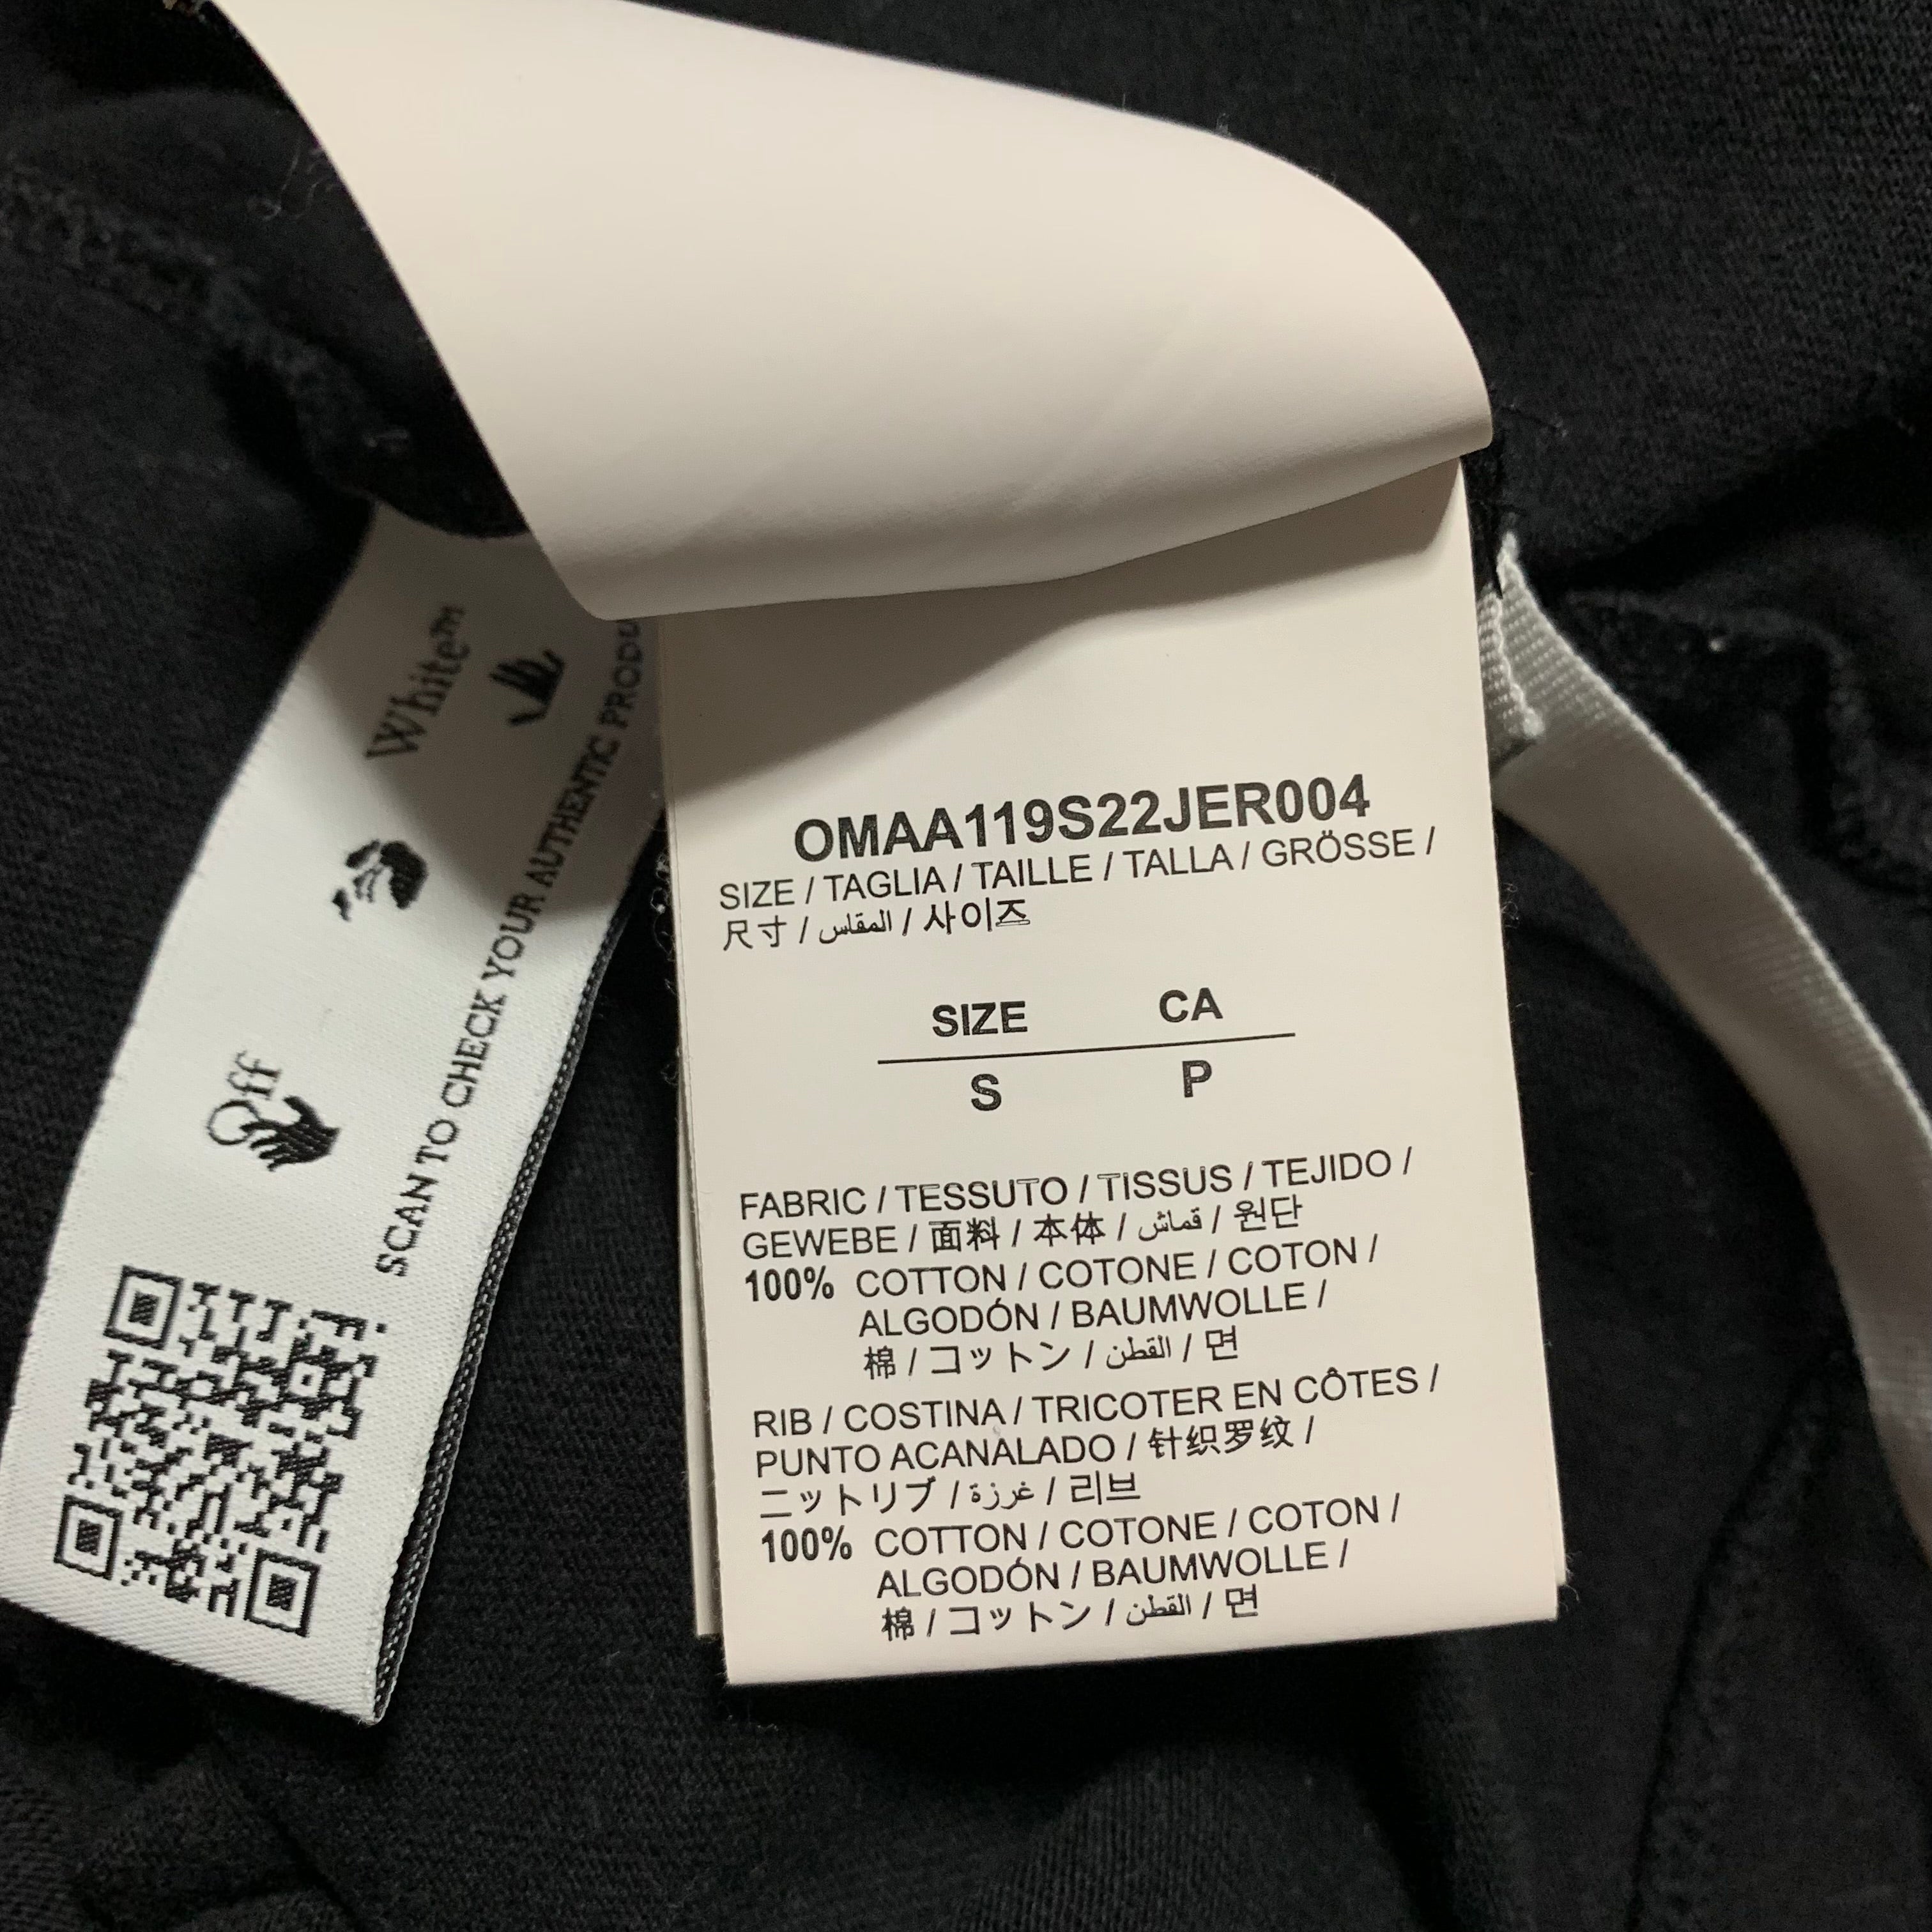 Off
White™
SCAN TO CHECK YOUR AUTHENTIC
OMAA119S22JER004
SIZE / TAGLIA / TAILLE / TALLA / GRÖSSE /
尺寸 / المقاس / 사이즈
SIZE CA
S P
FABRIC / TESSUTO / TISSUS / TEJIDO /
GEWEBE / 面料 / 本体 / قماش / 원단
100% COTTON / COTONE / COTON /
ALGODÓN / BAUMWOLLE /
棉 / コットン / القطن / 면
RIB / COSTINA / TRICOTER EN CÔTES /
PUNTO ACANALADO / 针织罗纹 /
ニットリブ / غرزة / 리브
100% COTTON / COTONE / COTON /
ALGODÓN / BAUMWOLLE /
棉 / コットン / القطن / 면